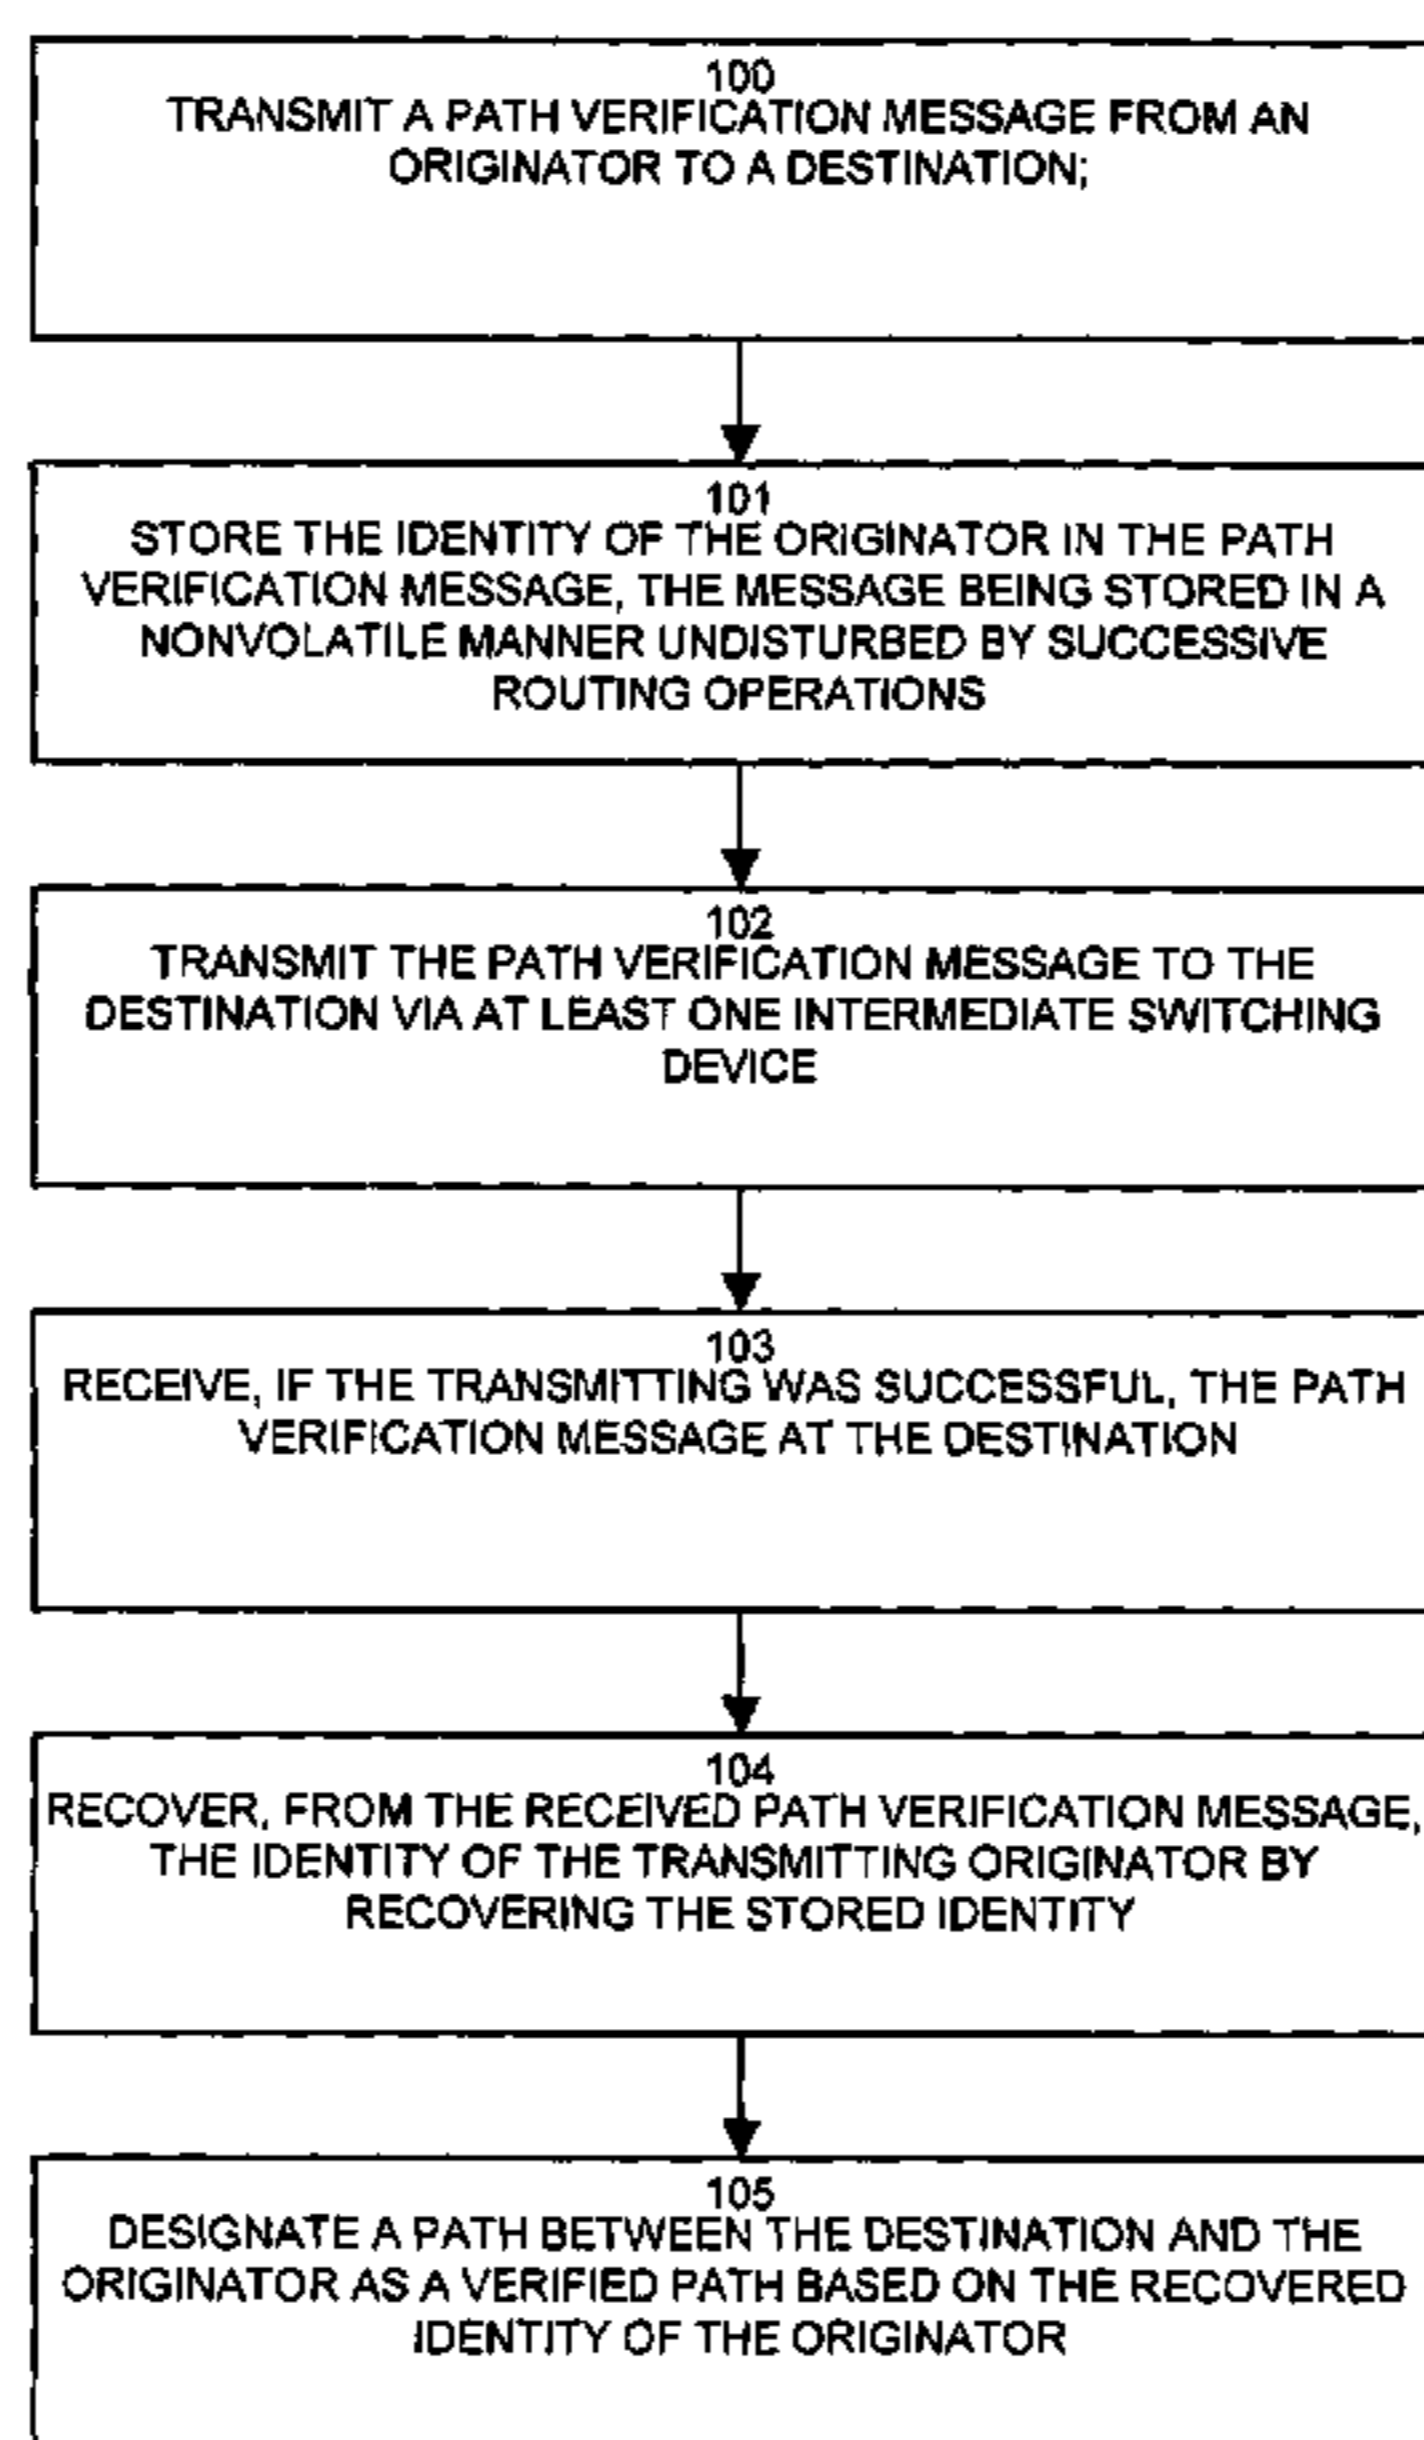 100
TRANSMIT A PATH VERIFICATION MESSAGE FROM AN
ORIGINATOR TO A DESTINATION;
101
STORE THE IDENTITY OF THE ORIGINATOR IN THE PATH
VERIFICATION MESSAGE, THE MESSAGE BEING STORED IN A
NONVOLATILE MANNER UNDISTURBED BY SUCCESSIVE
ROUTING OPERATIONS
102
TRANSMIT THE PATH VERIFICATION MESSAGE TO THE
DESTINATION VIA AT LEAST ONE INTERMEDIATE SWITCHING
DEVICE
103
RECEIVE, IF THE TRANSMITTING WAS SUCCESSFUL, THE PATH
VERIFICATION MESSAGE AT THE DESTINATION
104
RECOVER, FROM THE RECEIVED PATH VERIFICATION MESSAGE,
THE IDENTITY OF THE TRANSMITTING ORIGINATOR BY
RECOVERING THE STORED IDENTITY
105
DESIGNATE A PATH BETWEEN THE DESTINATION AND THE
ORIGINATOR AS A VERIFIED PATH BASED ON THE RECOVERED
IDENTITY OF THE ORIGINATOR